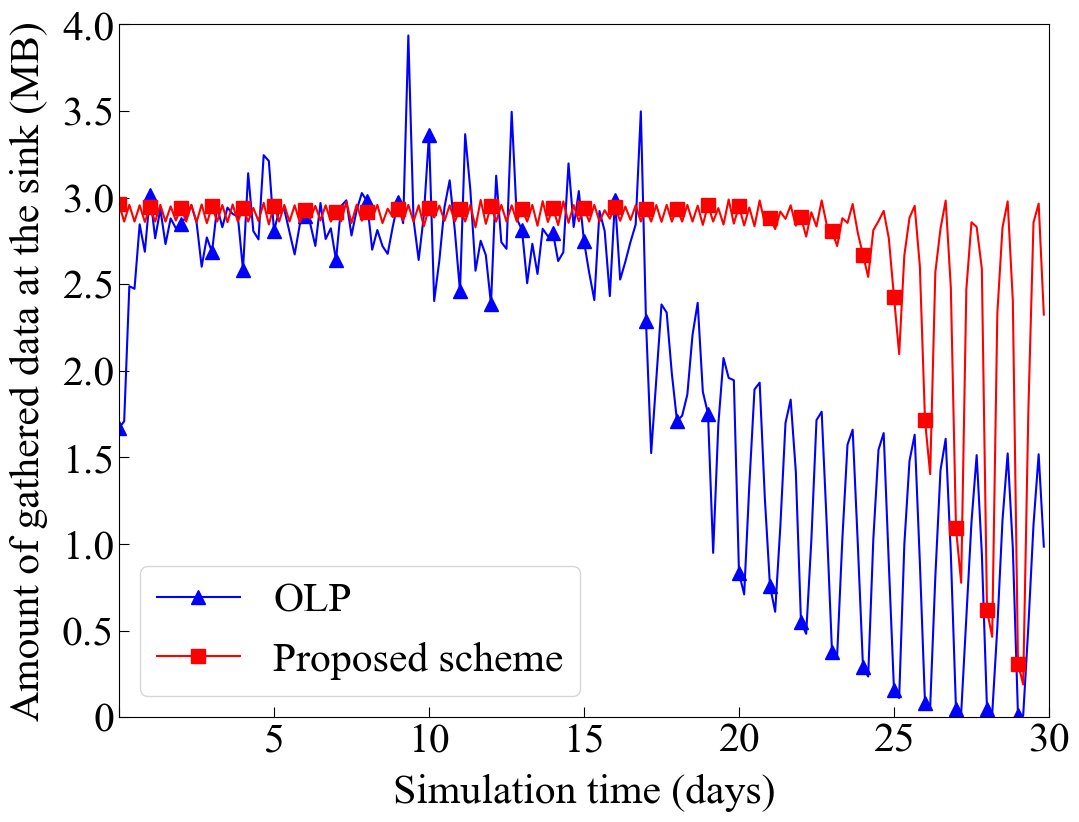 Amount of gathered data at the sink (MB)
4.0
3.5
3.0
2.5
2.0
1.5
1.0
0.5
0
OLP
Proposed scheme
5 10 15 20 25 30
Simulation time (days)